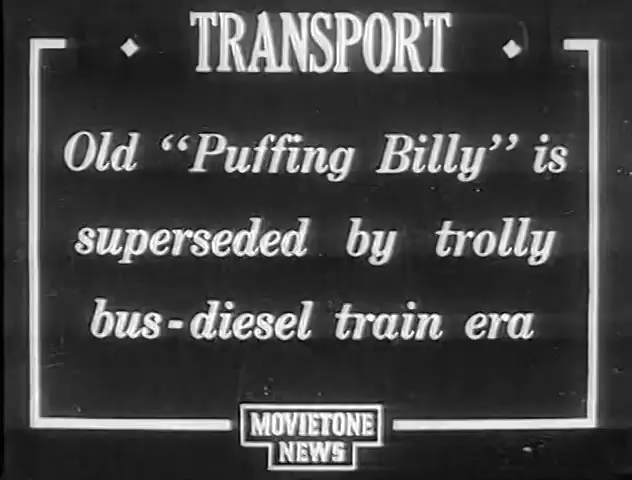 TRANSPORT
Old “Puffing Billy” is
superseded by trolly
bus-diesel train era
MOVIETONE
NEWS